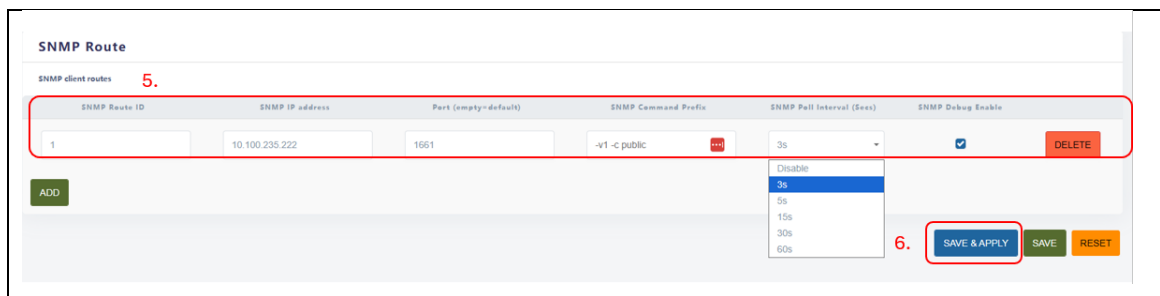 SNMP Route
SNMP client routes
5.
SNMP Route ID SNMP IP address Port (empty=default) SNMP Command Prefix SNMP Poll Interval (Secs) SNMP Debug Enable
1 10.100.235.222 1661 -v1 -c public 3s DELETE
Disable
3s
5s
15s
30s
60s
ADD
6.
SAVE & APPLY SAVE RESET